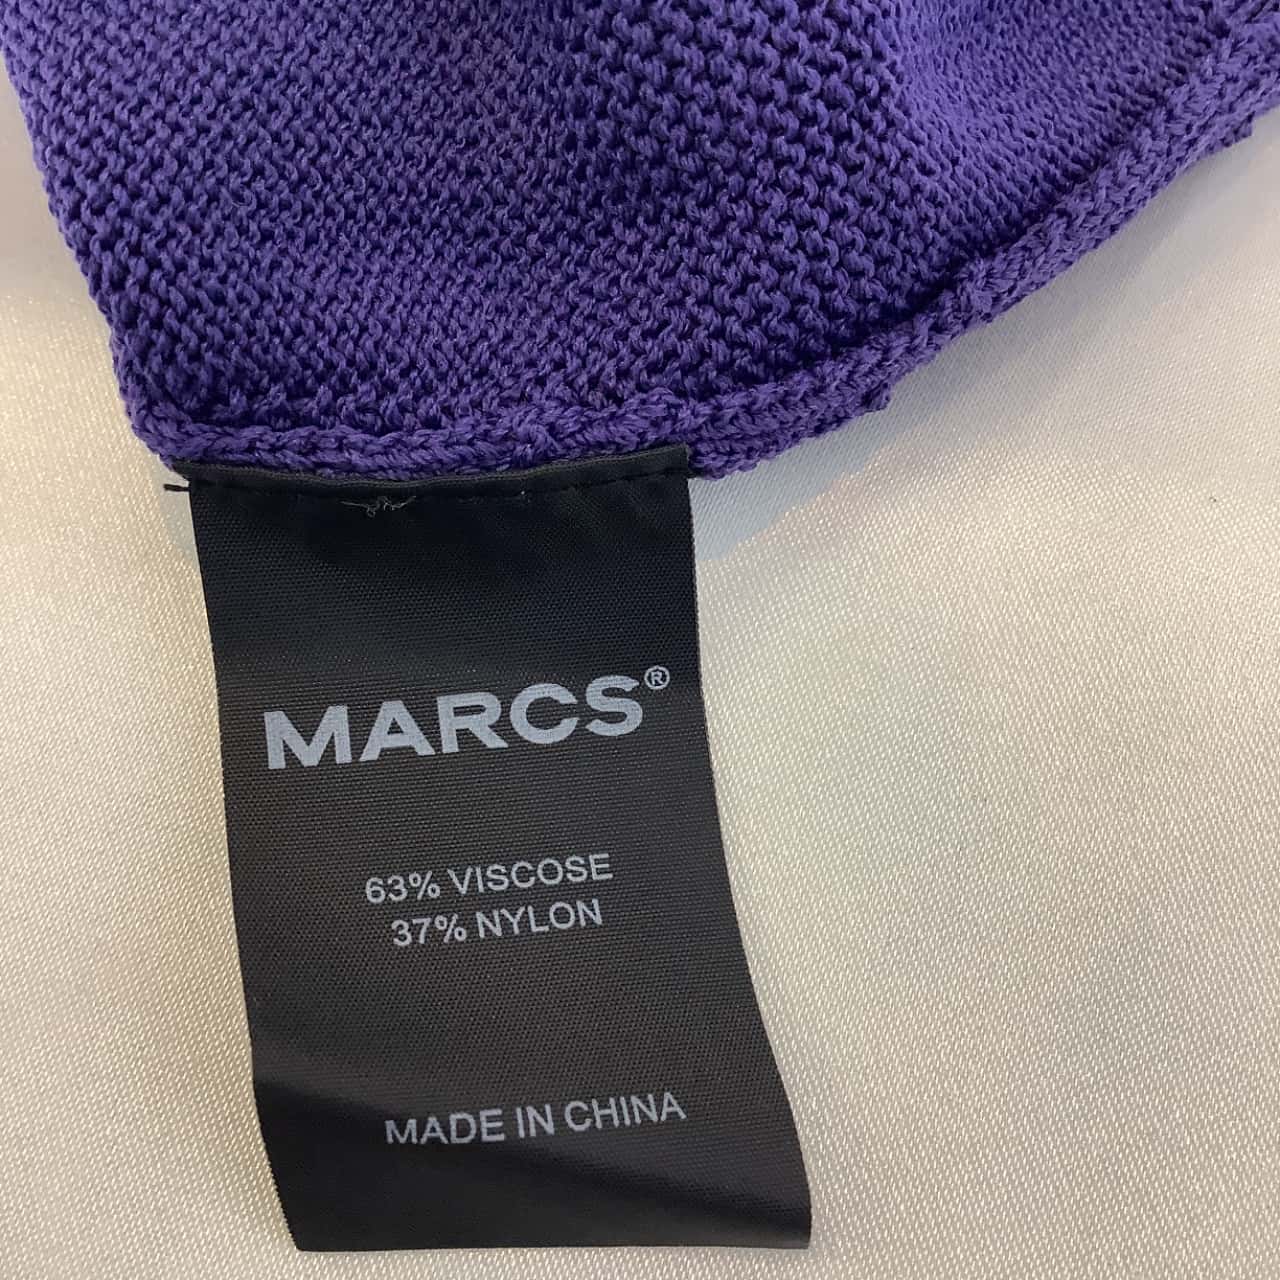 MARCS®
63% VISCOSE
37% NYLON
MADE IN CHINA